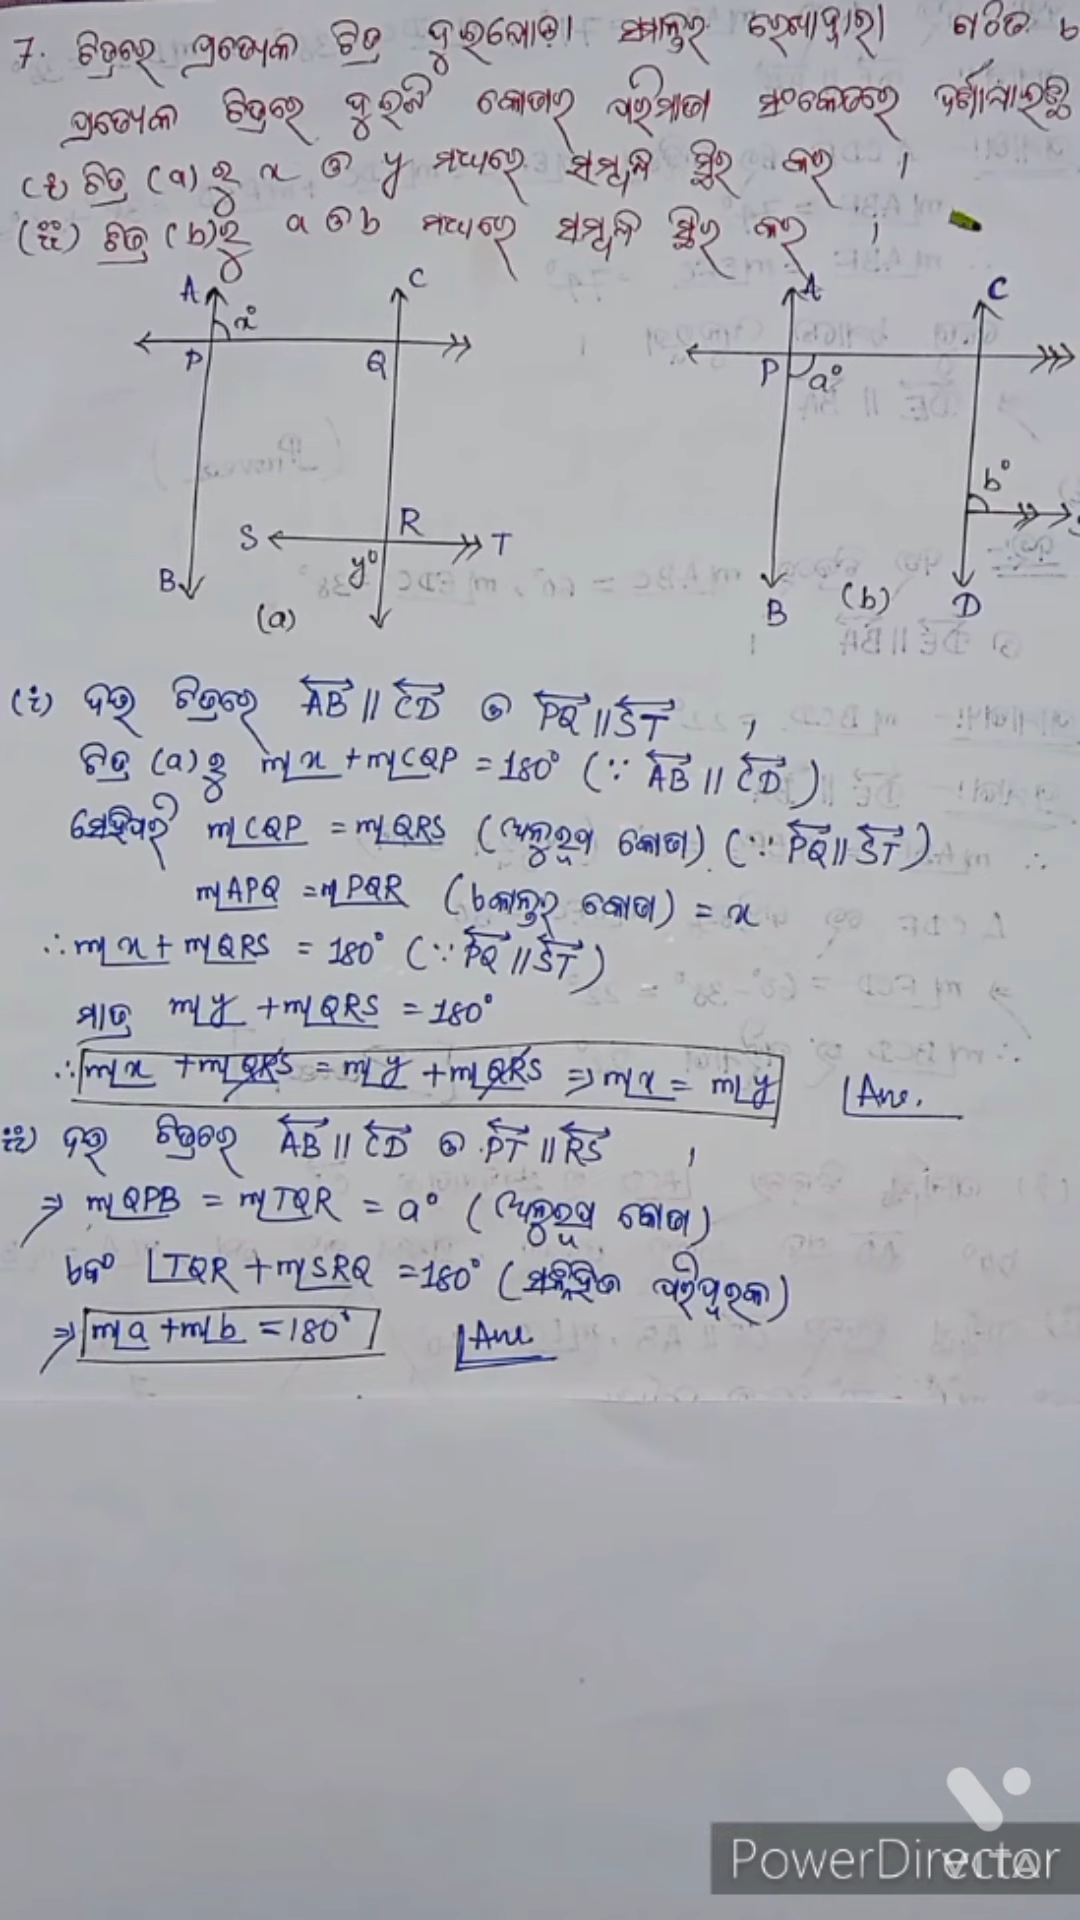 7. ଚିତ୍ରରେ ପ୍ରତ୍ୟେକ ଚିତ୍ର ଦୁଇଯୋଡ଼ା ସମାନ୍ତର ରେଖାଦ୍ୱାରା ଗଠିତ ।
ପ୍ରତ୍ୟେକ ଚିତ୍ରରେ ଦୁଇଟି କୋଣର ପରିମାଣ ସଂକେତରେ ଦର୍ଶାଯାଇଛି
(i) ଚିତ୍ର (a) ରୁ x ଓ y ମଧ୍ୟରେ ସମ୍ପର୍କ ସ୍ଥିର କର ।
(ii) ଚିତ୍ର (b)ରୁ a ଓ b ମଧ୍ୟରେ ସମ୍ପର୍କ ସ୍ଥିର କର ।
A C x° P Q
S R T y° B (a)
A C P a°
b° B (b) D
(i) ଦତ୍ତ ଚିତ୍ରରେ AB || CD ଓ PQ || ST ,
ଚିତ୍ର (a) ରୁ m∠x + m∠CQP = 180° (∵ AB || CD)
ସେହିପରି m∠CQP = m∠QRS (ଅନୁରୂପ କୋଣ) (∵ PQ || ST)
m∠APQ = m∠PQR (ଏକାନ୍ତର କୋଣ) = x
∴ m∠x + m∠QRS = 180° (∵ PQ || ST)
ମାତ୍ର m∠y + m∠QRS = 180°
∴ m∠x + m∠QRS = m∠y + m∠QRS ⇒ m∠x = m∠y Ans.
ii) ଦତ୍ତ ଚିତ୍ରରେ AB || CD ଓ PT || RS ,
⇒ m∠QPB = m∠TQR = a° (ଅନୁରୂପ କୋଣ)
ଏବଂ ∠TQR + m∠SRQ = 180° (ସନ୍ନିହିତ ପରିପୂରକ)
⇒ m∠a + m∠b = 180° Ans.
PowerDirector
VITA